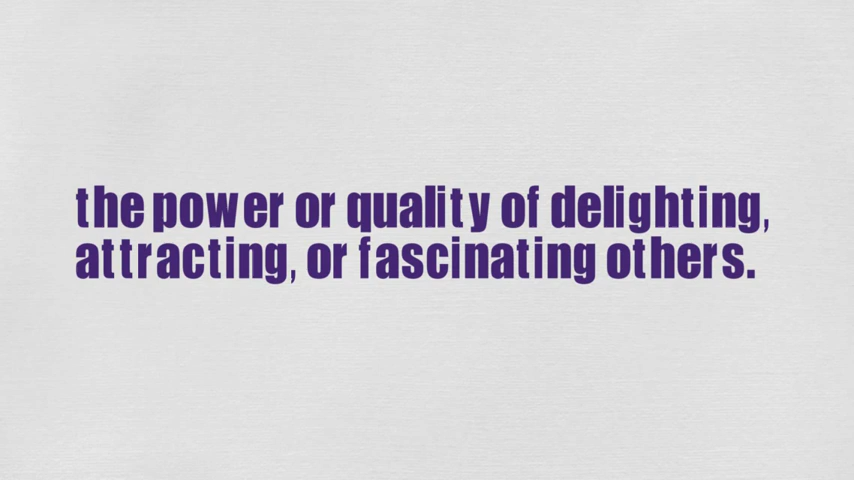 the power or quality of delighting,
attracting, or fascinating others.